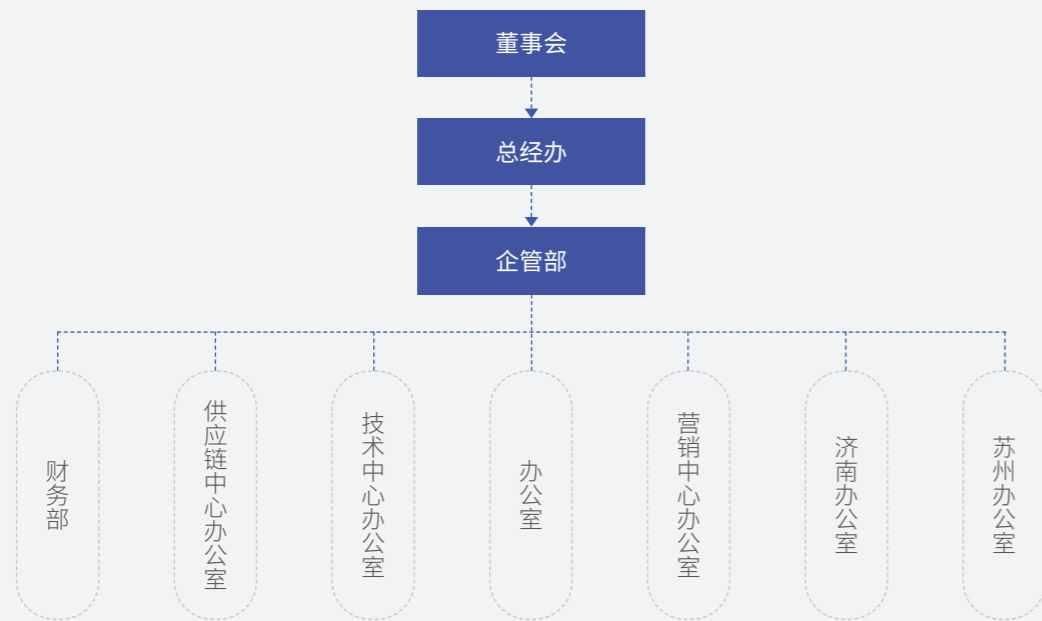 董事会
总经办
企管部
财务部
供应链中心办公室
技术中心办公室
办公室
营销中心办公室
济南办公室
苏州办公室